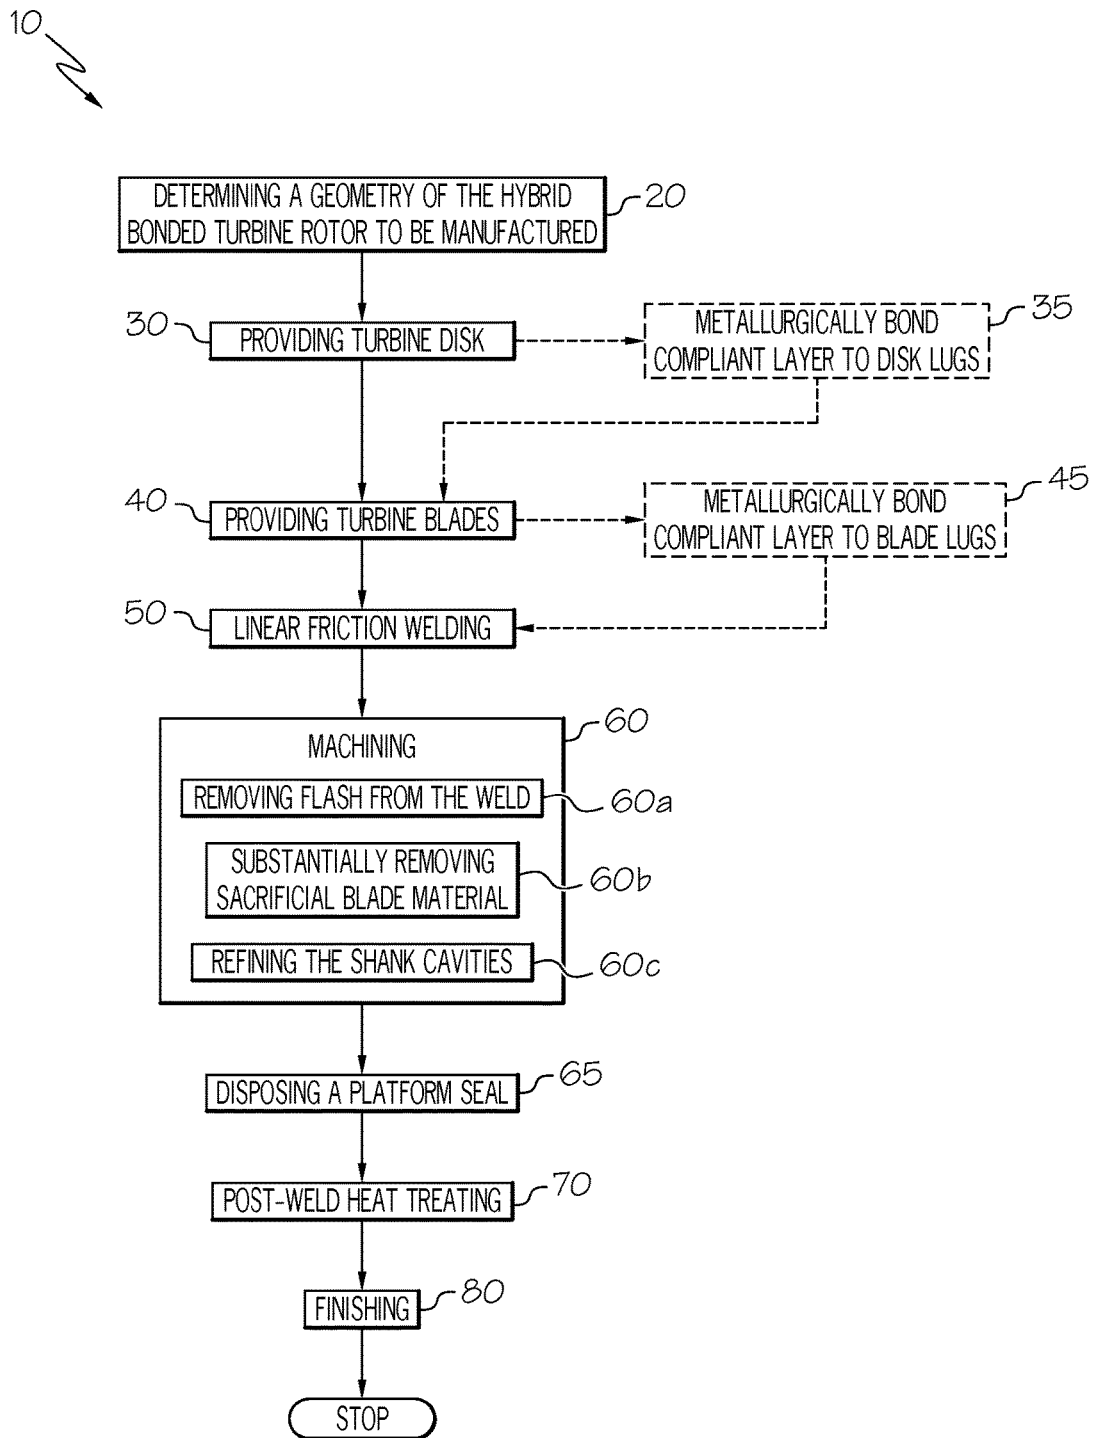 10
DETERMINING A GEOMETRY OF THE HYBRID
BONDED TURBINE ROTOR TO BE MANUFACTURED
20
30
PROVIDING TURBINE DISK
METALLURGICALLY BOND
COMPLIANT LAYER TO DISK LUGS
35
40
PROVIDING TURBINE BLADES
METALLURGICALLY BOND
COMPLIANT LAYER TO BLADE LUGS
45
50
LINEAR FRICTION WELDING
60
MACHINING
REMOVING FLASH FROM THE WELD
60a
SUBSTANTIALLY REMOVING
SACRIFICIAL BLADE MATERIAL
60b
REFINING THE SHANK CAVITIES
60c
DISPOSING A PLATFORM SEAL
65
POST-WELD HEAT TREATING
70
FINISHING
80
STOP